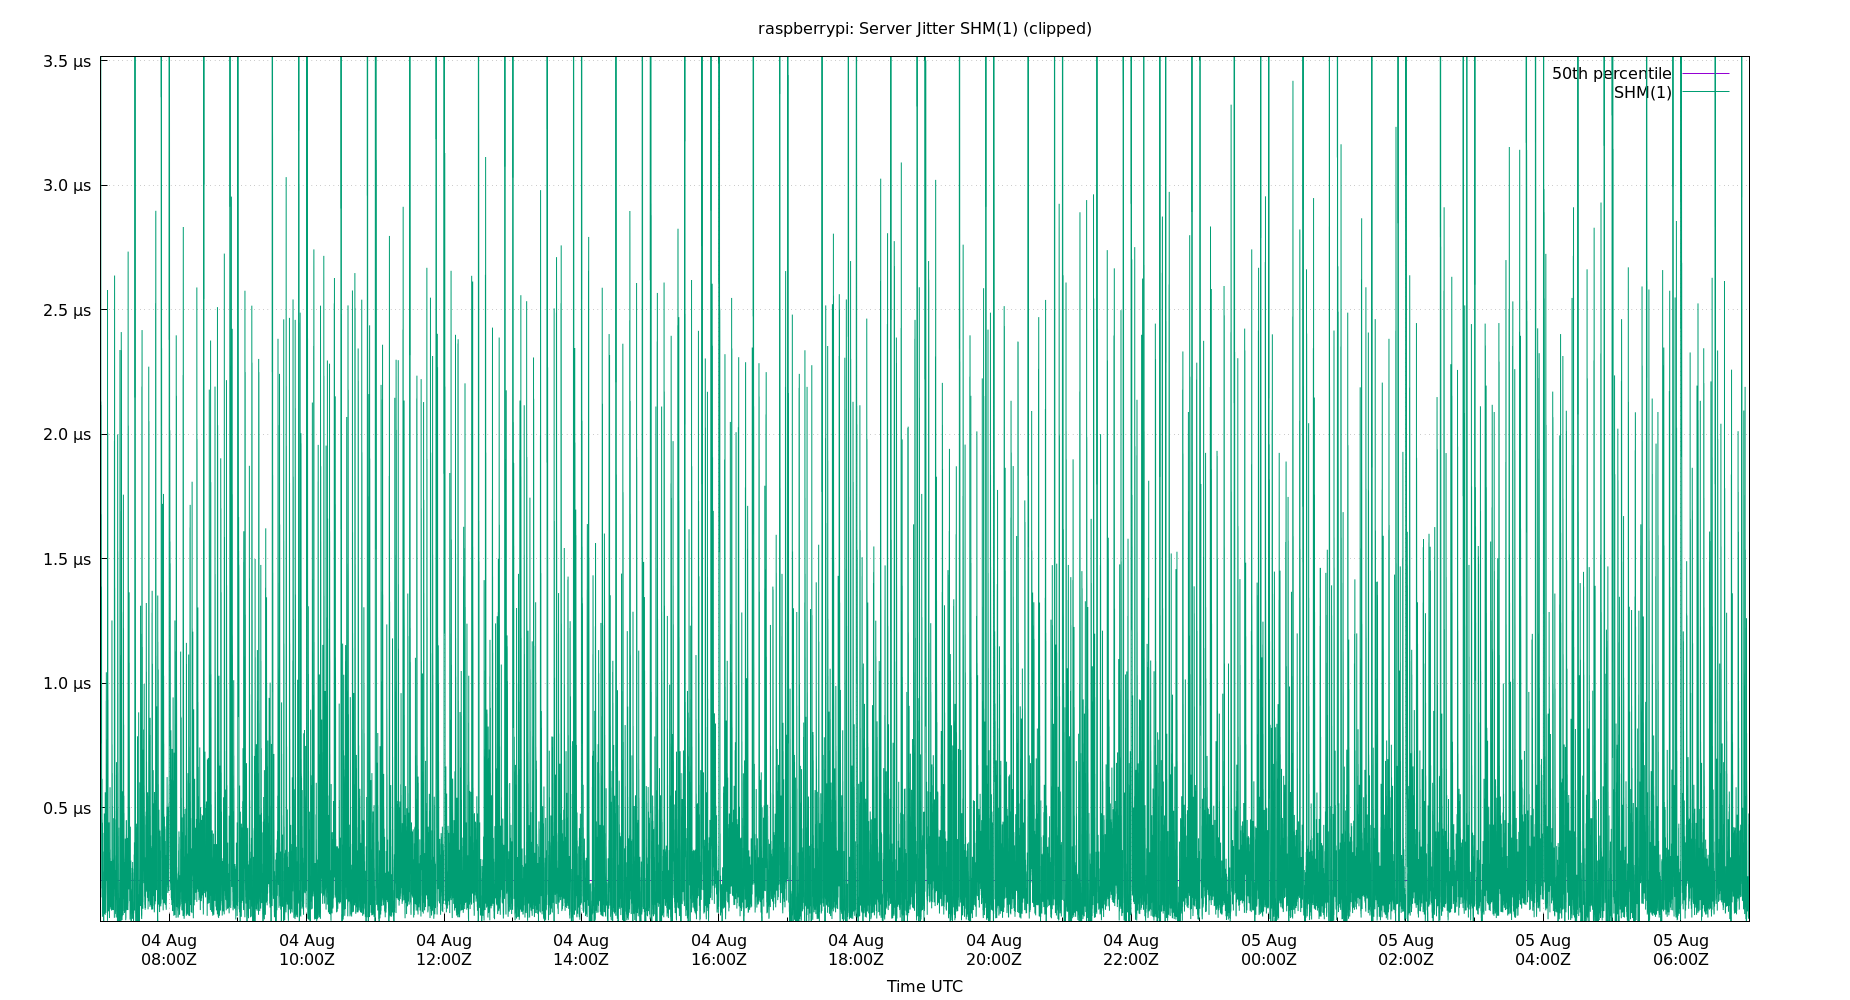 raspberrypi: Server Jitter SHM(1) (clipped)
3.5 µs
50th percentile
SHM(1)
3.0 µs
2.5 µs
2.0 µs
1.5 µs
1.0 µs
0.5 µs
04 Aug 04 Aug 04 Aug 04 Aug 04 Aug 04 Aug 04 Aug 04 Aug 05 Aug 05 Aug 05 Aug 05 Aug
08:00Z 10:00Z 12:00Z 14:00Z 16:00Z 18:00Z 20:00Z 22:00Z 00:00Z 02:00Z 04:00Z 06:00Z
Time UTC